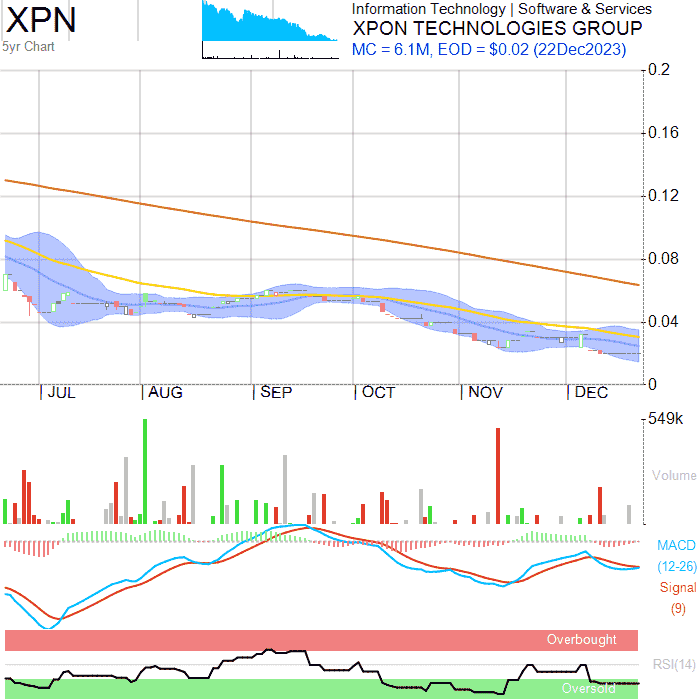 XPN
5yr Chart
Information Technology | Software & Services
XPON TECHNOLOGIES GROUP
MC = 6.1M, EOD = $0.02 (22Dec2023)
0.2
0.16
0.12
0.08
0.04
0
| JUL | AUG | SEP | OCT | NOV | DEC
549k
Volume
MACD
(12-26)
Signal
(9)
Overbought
RSI(14)
Oversold